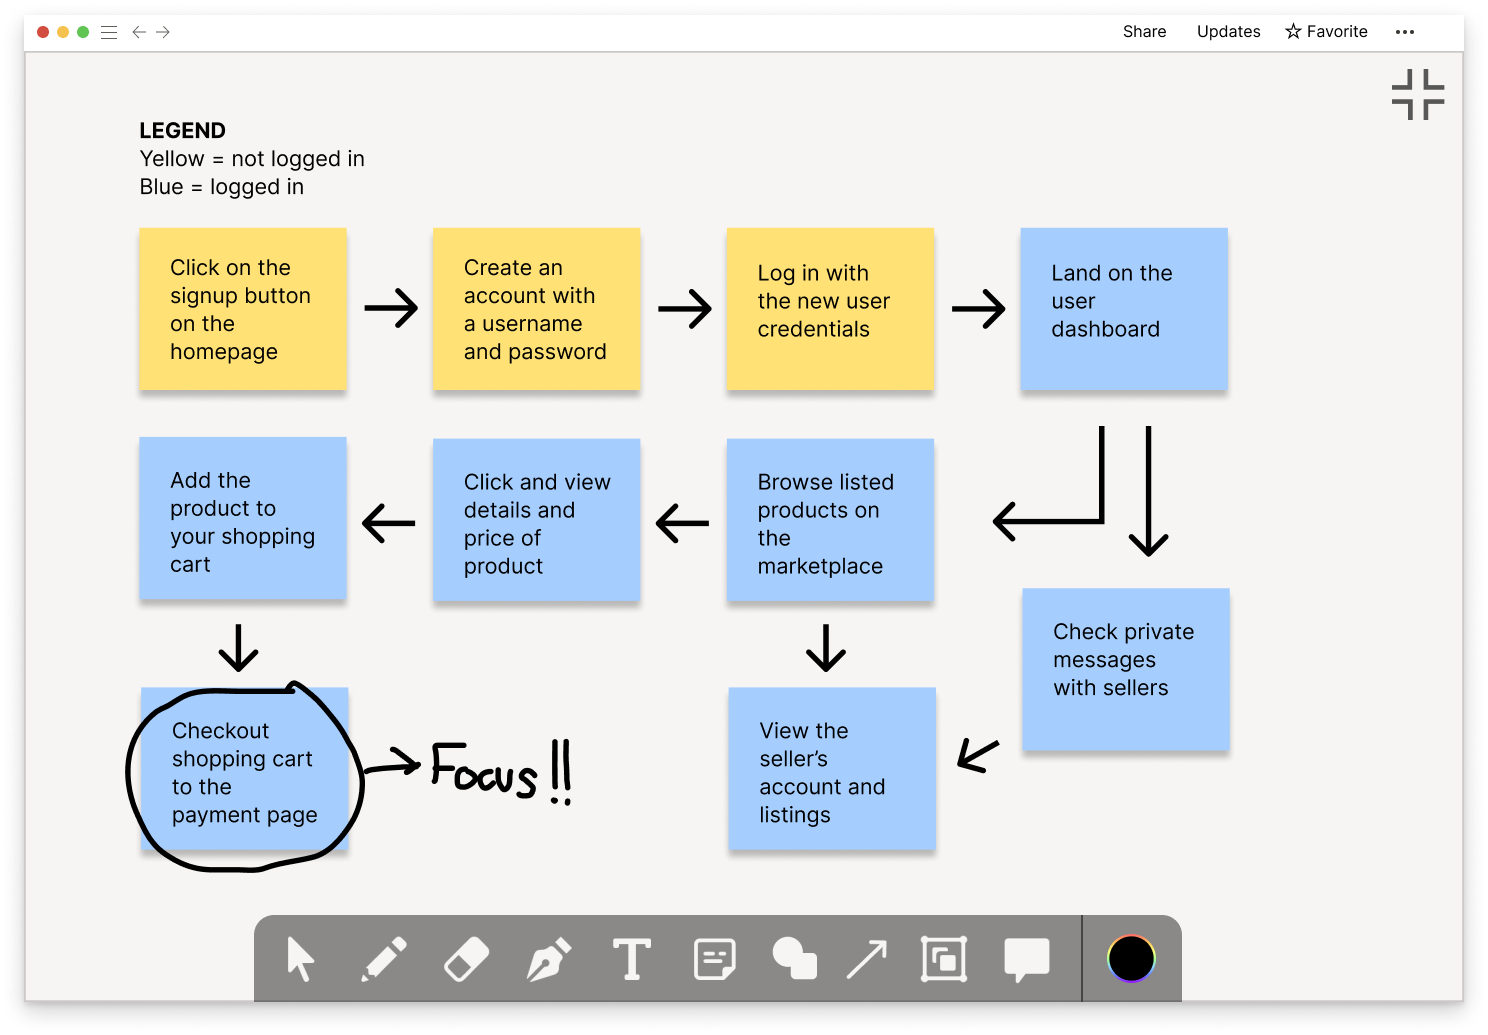 Share Updates Favorite
LEGEND
Yellow = not logged in
Blue = logged in
Click on the
signup button
on the
homepage
Create an
account with
a username
and password
Log in with
the new user
credentials
Land on the
user
dashboard
Add the
product to
your shopping
cart
Click and view
details and
price of
product
Browse listed
products on
the
marketplace
Check private
messages
with sellers
Checkout
shopping cart
to the
payment page
Focus!!
View the
seller’s
account and
listings